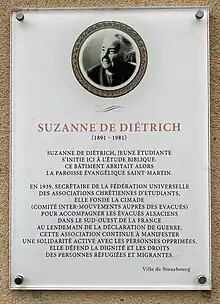 SUZANNE DE DIÉTRICH
(1891 - 1981)
SUZANNE DE DIÉTRICH, JEUNE ÉTUDIANTE
S'INITIE ICI À L'ÉTUDE BIBLIQUE.
CE BÂTIMENT ABRITAIT ALORS
LA PAROISSE ÉVANGÉLIQUE SAINT-MARTIN.
EN 1939, SECRÉTAIRE DE LA FÉDÉRATION UNIVERSELLE
DES ASSOCIATIONS CHRÉTIENNES D'ÉTUDIANTS,
ELLE FONDE LA CIMADE
(COMITÉ INTER-MOUVEMENTS AUPRÈS DES ÉVACUÉS)
POUR ACCOMPAGNER LES ÉVACUÉS ALSACIENS
DANS LE SUD-OUEST DE LA FRANCE
AU LENDEMAIN DE LA DÉCLARATION DE GUERRE.
CETTE ASSOCIATION CONTINUE À MANIFESTER
UNE SOLIDARITÉ ACTIVE AVEC LES PERSONNES OPPRIMÉES.
ELLE DÉFEND LA DIGNITÉ ET LES DROITS
DES PERSONNES RÉFUGIÉES ET MIGRANTES.
Ville de Strasbourg